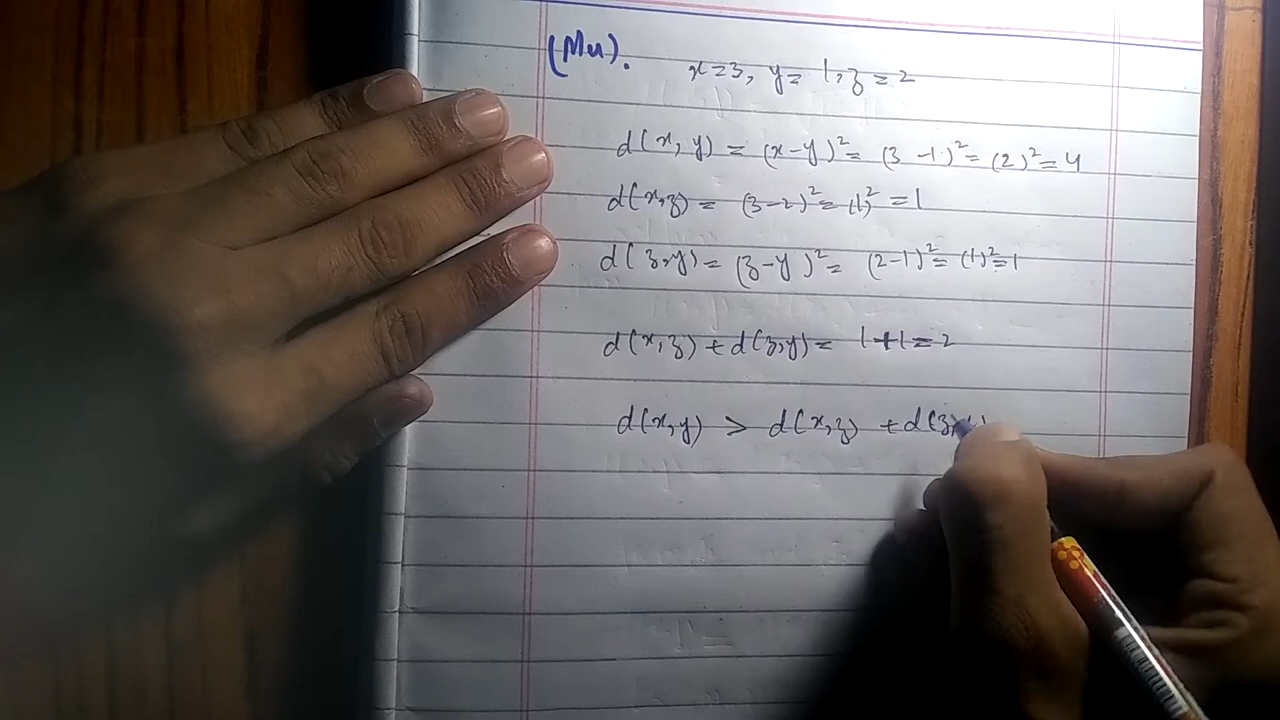 (M4).
x=3, y= 1, z=2
d(x,y) = (x-y)²= (3-1)²= (2)²=4
d(x,z) = (3-2)²= (1)² =1
d(z,y)= (z-y)²= (2-1)²= (1)²=1
d(x,z)+d(z,y)= 1+1=2
d(x,y) > d(x,z) +d(z,y)